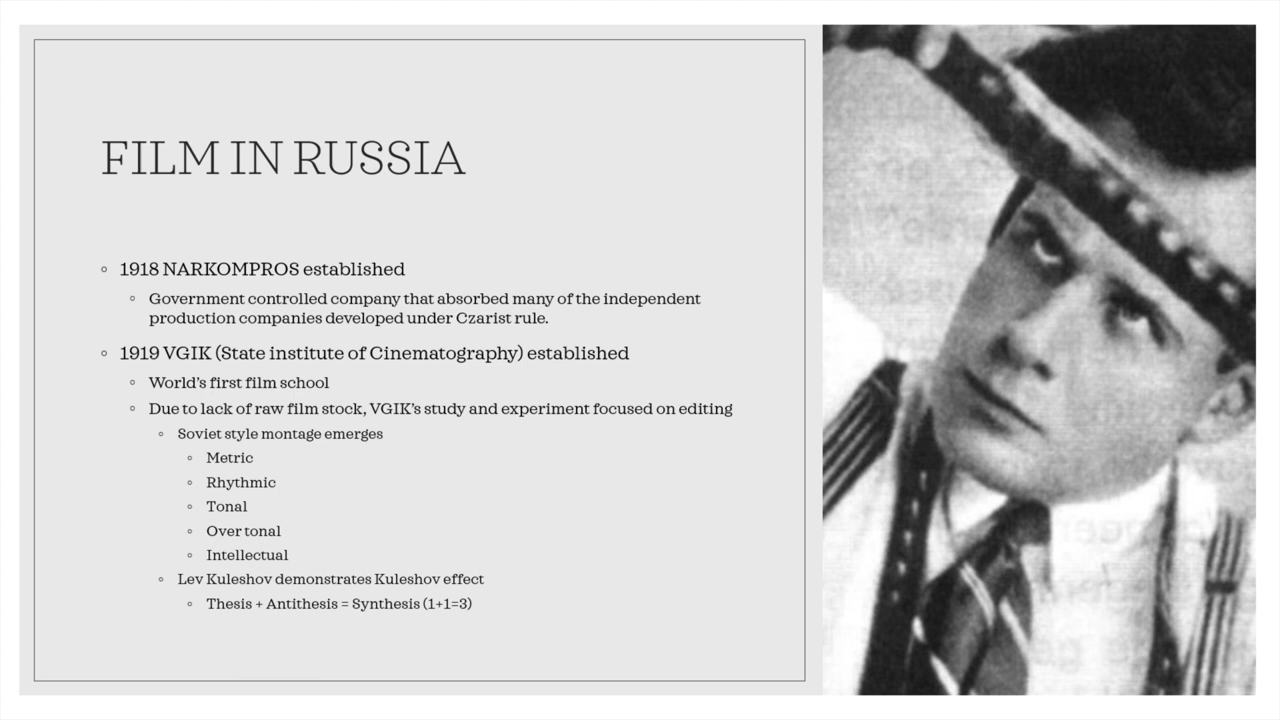 FILM IN RUSSIA
◦ 1918 NARKOMPROS established
◦ Government controlled company that absorbed many of the independent
production companies developed under Czarist rule.
◦ 1919 VGIK (State institute of Cinematography) established
◦ World's first film school
◦ Due to lack of raw film stock, VGIK's study and experiment focused on editing
◦ Soviet style montage emerges
◦ Metric
◦ Rhythmic
◦ Tonal
◦ Over tonal
◦ Intellectual
◦ Lev Kuleshov demonstrates Kuleshov effect
◦ Thesis + Antithesis = Synthesis (1+1=3)